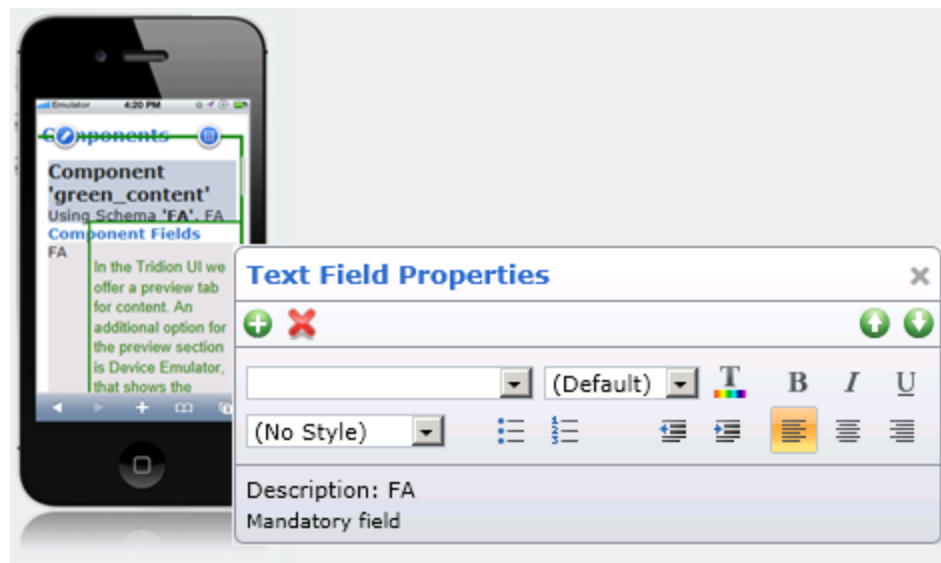 Emulator 4:20 PM
Components
Component
'green_content'
Using Schema 'FA', FA
Component Fields
FA
In the Tridion UI we
offer a preview tab
for content. An
additional option for
the preview section
is Device Emulator,
that shows the
Text Field Properties
(Default) T B I U
(No Style)
Description: FA
Mandatory field